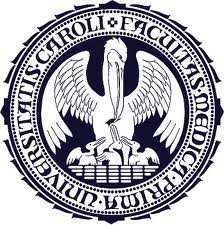 UNIVERSITATIS · CAROLI · FACULTAS · MEDICA · PRIMA ·